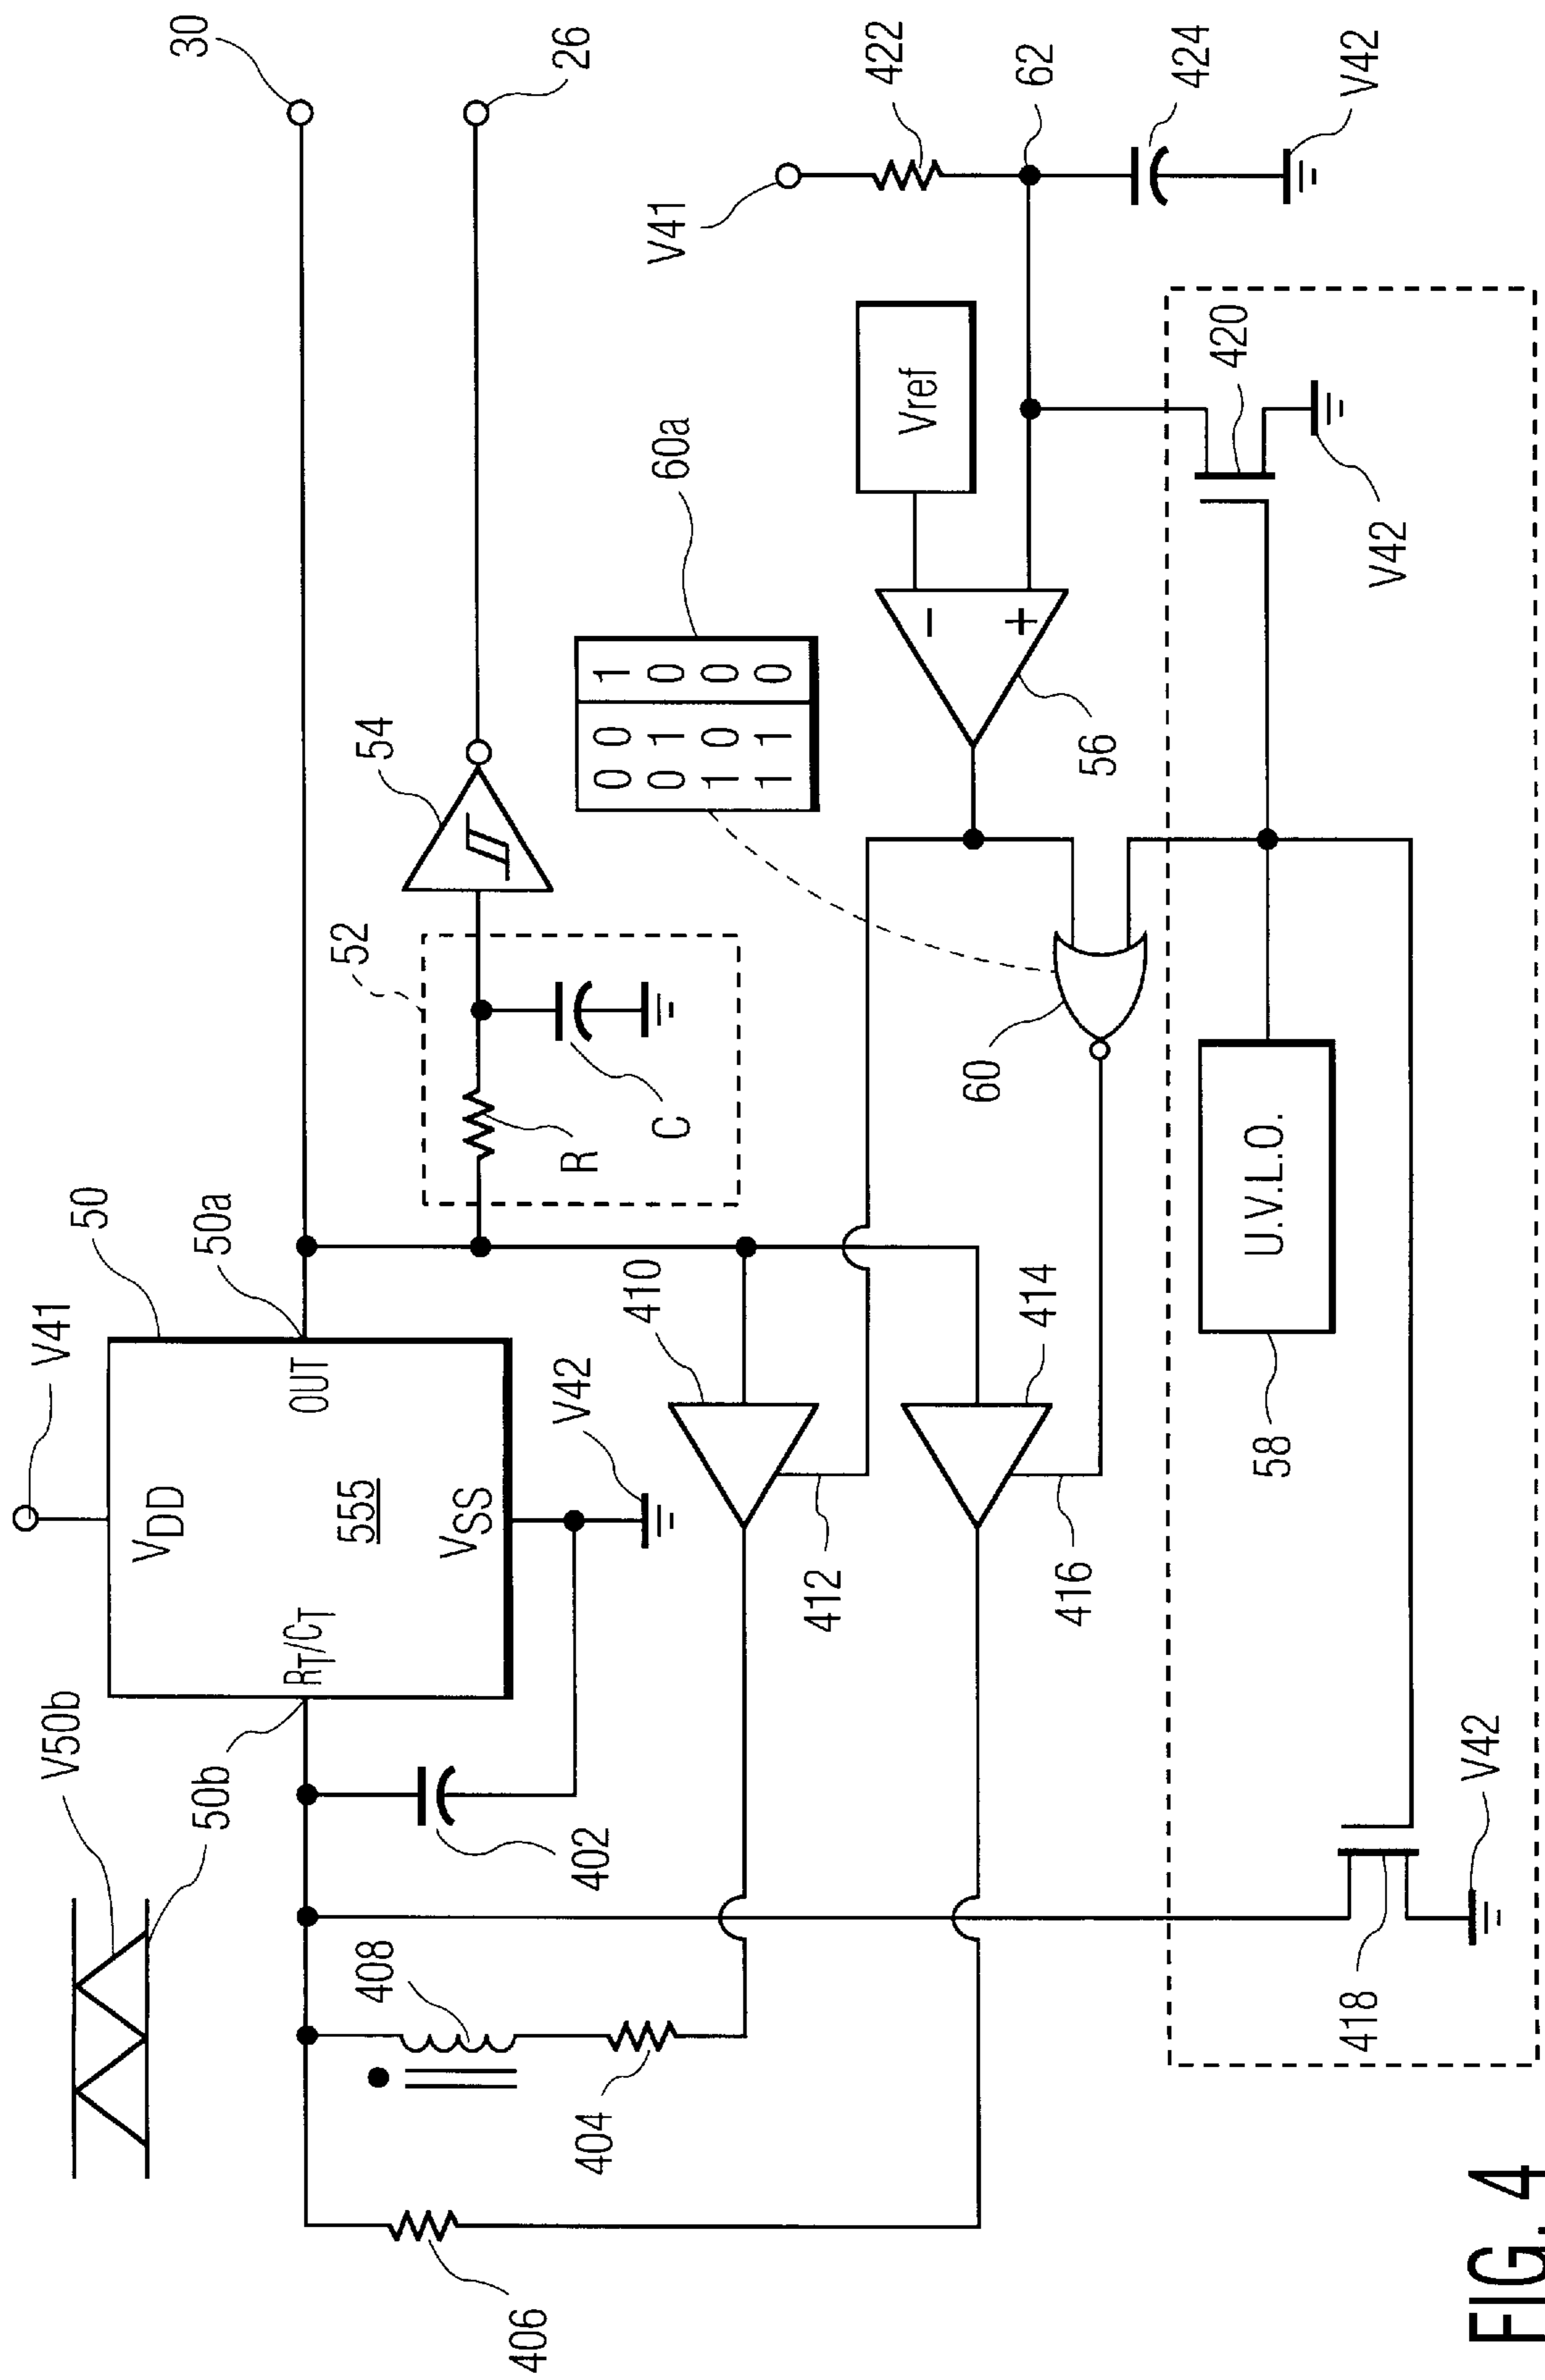 V50b
50b
V41
50
50a
30
VDD
RT/CT
555
OUT
VSS
402
V42
408
404
406
52
R
C
54
26
410
412
414
416
60a
0 0 1
0 1 0
1 0 0
1 1 0
60
56
−
+
Vref
V41
422
62
424
V42
420
V42
U.V.L.O.
58
418
V42
FIG. 4